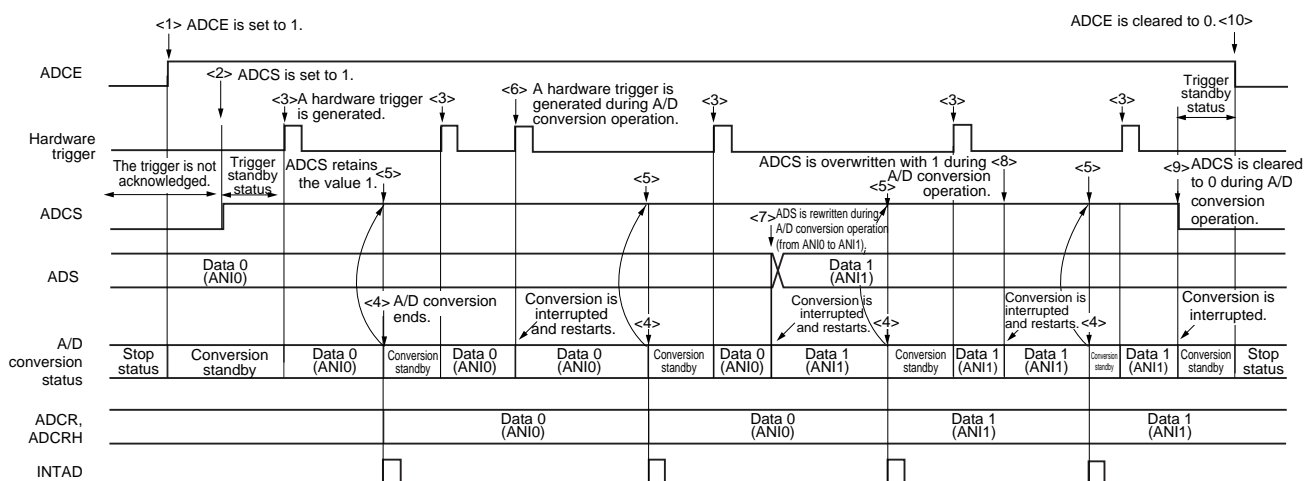 <1> ADCE is set to 1.
ADCE is cleared to 0. <10>
ADCE
<2> ADCS is set to 1.
<3> A hardware trigger
is generated.
<3>
<6> A hardware trigger is
generated during A/D
conversion operation.
<3>
<3>
<3>
Trigger
standby
status
Hardware
trigger
The trigger is not
acknowledged.
Trigger
standby
status
ADCS retains
the value 1.
<5>
<5>
ADCS is overwritten with 1 during <8>
A/D conversion
operation.
<5>
<5>
<9> ADCS is cleared
to 0 during A/D
conversion
operation.
ADCS
<7> ADS is rewritten during
A/D conversion operation
(from ANI0 to ANI1).
ADS
Data 0
(ANI0)
Data 1
(ANI1)
<4> A/D conversion
ends.
Conversion is
interrupted
and restarts.
<4>
Conversion is
interrupted
and restarts.
<4>
Conversion is
interrupted
and restarts.
<4>
Conversion is
interrupted.
A/D
conversion
status
Stop
status
Conversion
standby
Data 0
(ANI0)
Conversion
standby
Data 0
(ANI0)
Data 0
(ANI0)
Conversion
standby
Data 0
(ANI0)
Data 1
(ANI1)
Conversion
standby
Data 1
(ANI1)
Data 1
(ANI1)
Conversion
standby
Data 1
(ANI1)
Conversion
standby
Stop
status
ADCR,
ADCRH
Data 0
(ANI0)
Data 0
(ANI0)
Data 1
(ANI1)
Data 1
(ANI1)
INTAD